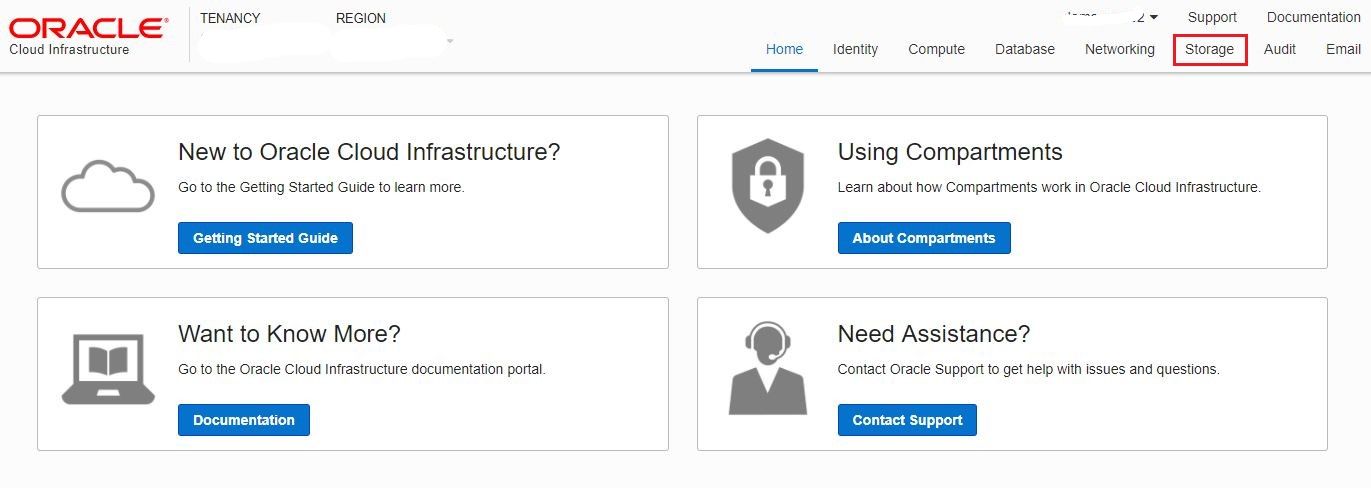 ORACLE®
Cloud Infrastructure
TENANCY
REGION
Support
Documentation
Home
Identity
Compute
Database
Networking
Storage
Audit
Email
New to Oracle Cloud Infrastructure?
Go to the Getting Started Guide to learn more.
Getting Started Guide
Using Compartments
Learn about how Compartments work in Oracle Cloud Infrastructure.
About Compartments
Want to Know More?
Go to the Oracle Cloud Infrastructure documentation portal.
Documentation
Need Assistance?
Contact Oracle Support to get help with issues and questions.
Contact Support